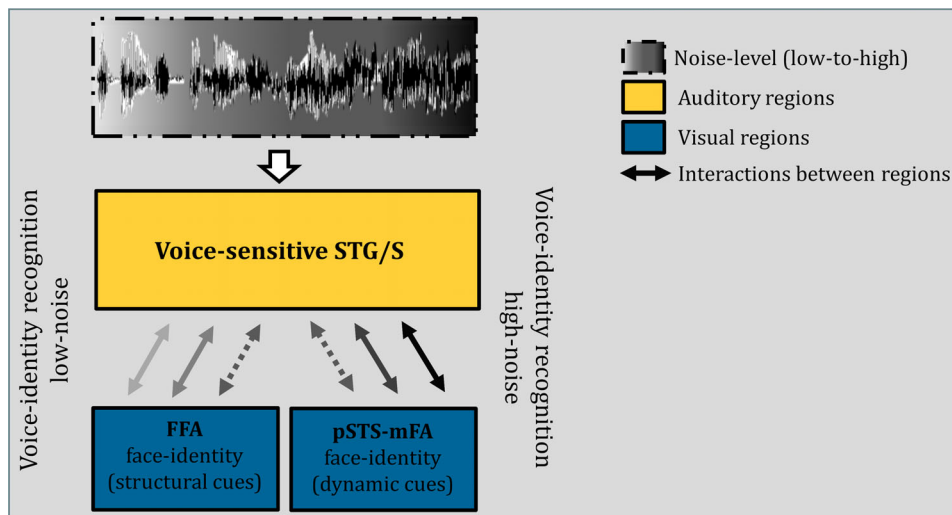 Noise-level (low-to-high)
Auditory regions
Visual regions
Interactions between regions
Voice-identity recognition
low-noise
Voice-sensitive STG/S
Voice-identity recognition
high-noise
FFA
face-identity
(structural cues)
pSTS-mFA
face-identity
(dynamic cues)